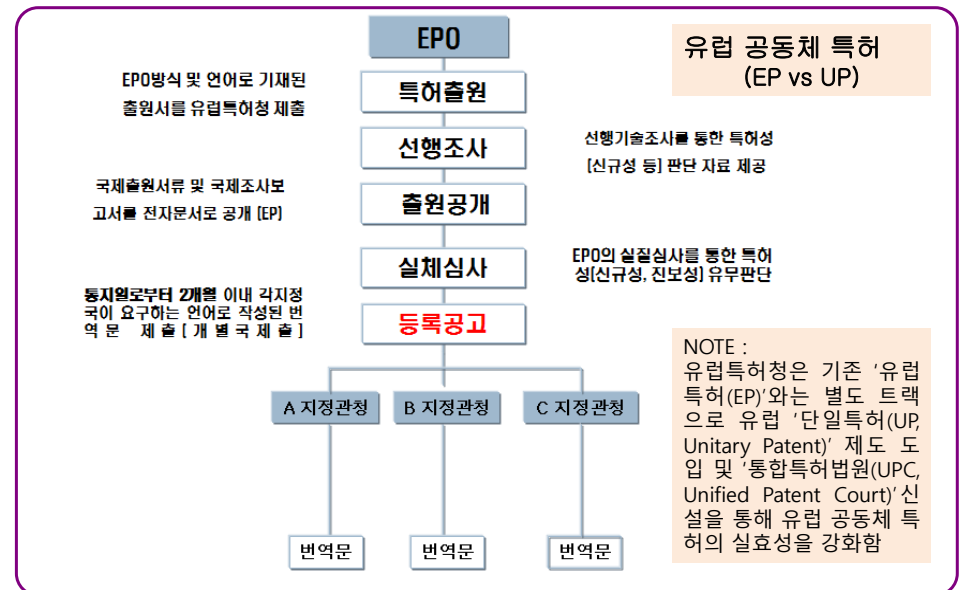 EPO
유럽 공동체 특허
(EP vs UP)
EPO방식 및 언어로 기재된
출원서를 유럽특허청 제출
특허출원
선행조사
선행기술조사를 통한 특허성
[신규성 등] 판단 자료 제공
국제출원서류 및 국제조사보
고서를 전자문서로 공개 [EP]
출원공개
실체심사
EPO의 실질심사를 통한 특허
성[신규성, 진보성] 유무판단
통지일로부터 2개월 이내 각지정
국이 요구하는 언어로 작성된 번
역문 제출 [개별국제출]
등록공고
A 지정관청
B 지정관청
C 지정관청
번역문
번역문
번역문
NOTE :
유럽특허청은 기존 '유럽
특허(EP)'와는 별도 트랙
으로 유럽 '단일특허(UP,
Unitary Patent)' 제도 도
입 및 '통합특허법원(UPC,
Unified Patent Court)'신
설을 통해 유럽 공동체 특
허의 실효성을 강화함